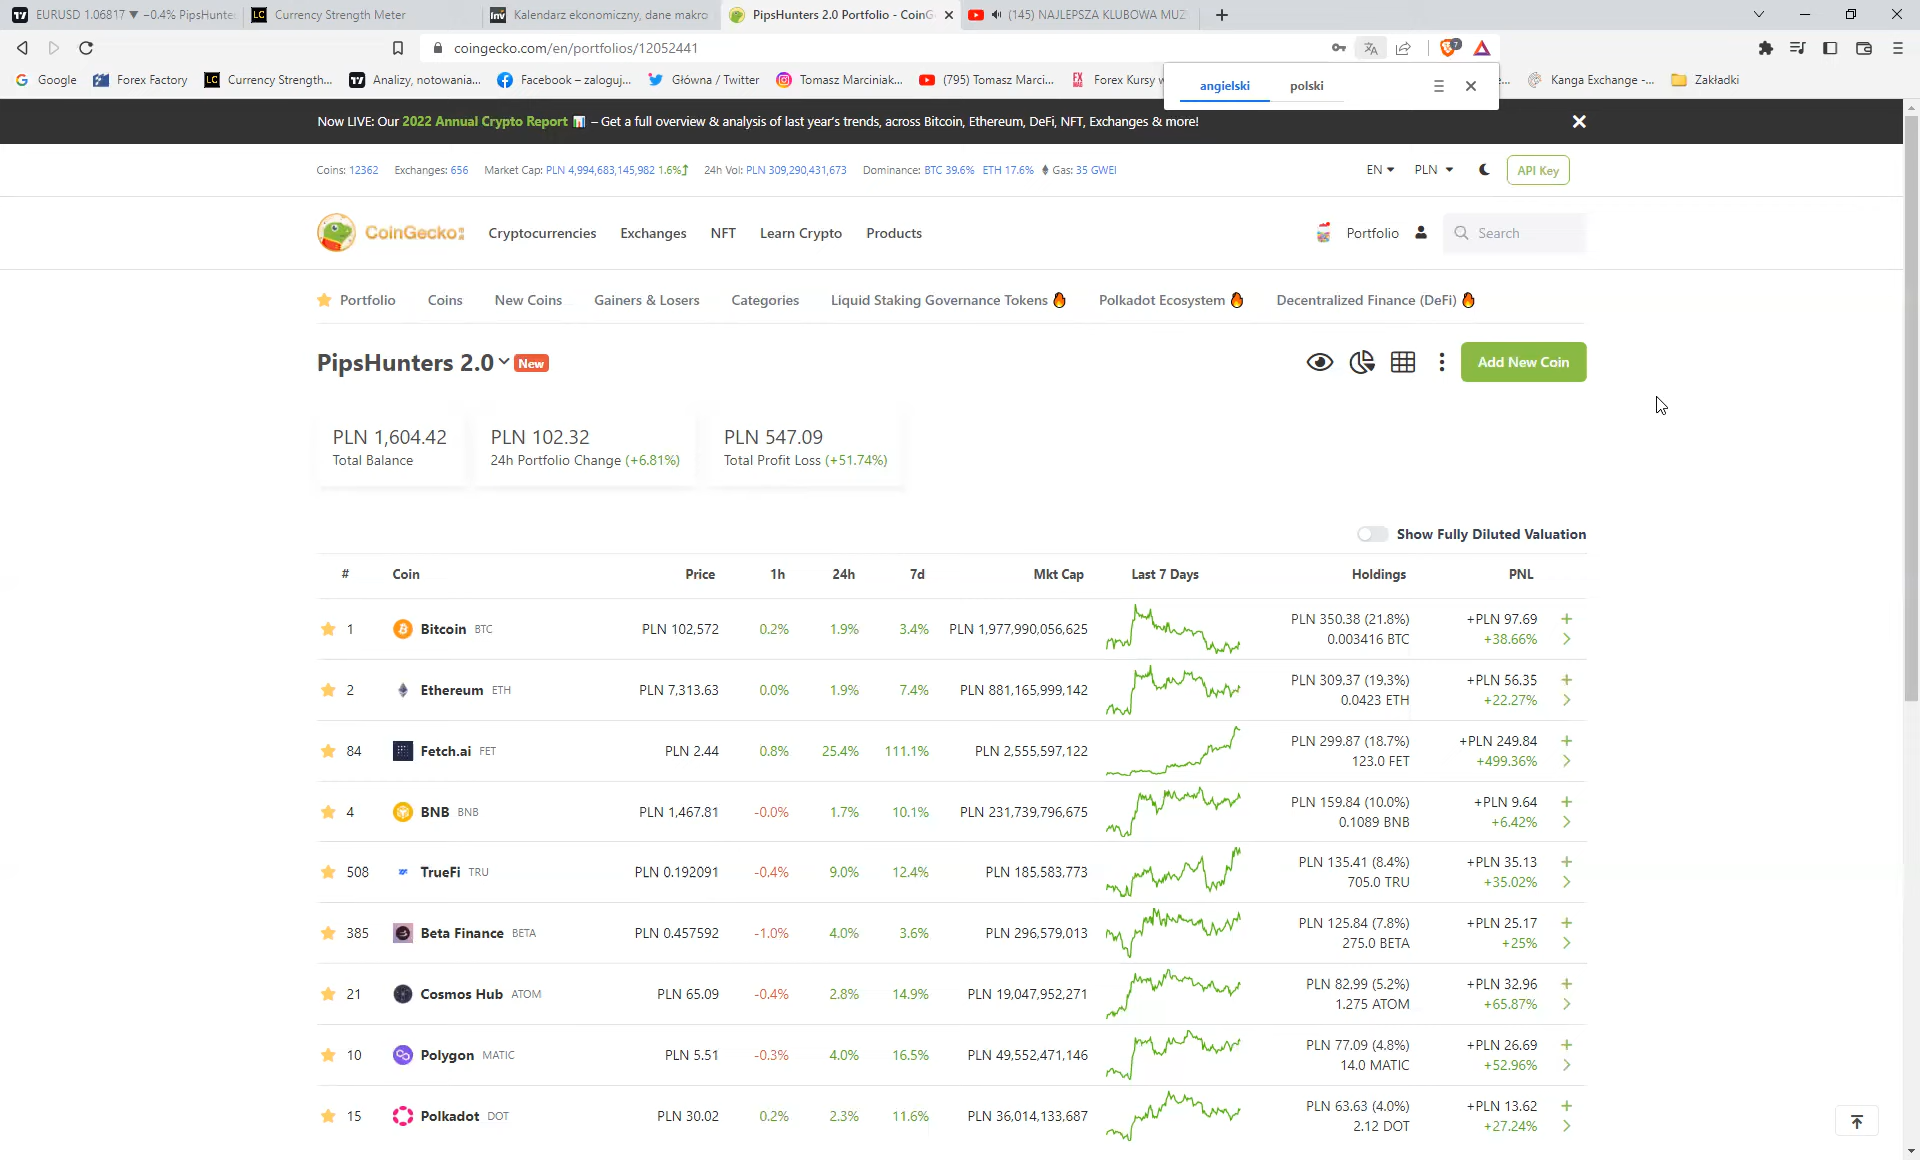 EURUSD 1.06817 ▼ −0.4% PipsHunte
Currency Strength Meter
Kalendarz ekonomiczny, dane makro
PipsHunters 2.0 Portfolio - CoinG
(145) NAJLEPSZA KLUBOWA MUZ
coingecko.com/en/portfolios/12052441
Google
Forex Factory
Currency Strength...
Analizy, notowania...
Facebook – zaloguj...
Główna / Twitter
Tomasz Marciniak...
(795) Tomasz Marci...
Forex Kursy w
Kanga Exchange -...
Zakładki
angielski
polski
Now LIVE: Our 2022 Annual Crypto Report – Get a full overview & analysis of last year's trends, across Bitcoin, Ethereum, DeFi, NFT, Exchanges & more!
Coins: 12362 Exchanges: 656 Market Cap: PLN 4,994,683,145,982 1.6% 24h Vol: PLN 309,290,431,673 Dominance: BTC 39.6% ETH 17.6% Gas: 35 GWEI
EN PLN API Key
CoinGecko
Cryptocurrencies Exchanges NFT Learn Crypto Products
Portfolio
Search
Portfolio Coins New Coins Gainers & Losers Categories Liquid Staking Governance Tokens Polkadot Ecosystem Decentralized Finance (DeFi)
PipsHunters 2.0 New
Add New Coin
PLN 1,604.42
Total Balance
PLN 102.32
24h Portfolio Change (+6.81%)
PLN 547.09
Total Profit Loss (+51.74%)
Show Fully Diluted Valuation
# Coin Price 1h 24h 7d Mkt Cap Last 7 Days Holdings PNL
1 Bitcoin BTC PLN 102,572 0.2% 1.9% 3.4% PLN 1,977,990,056,625 PLN 350.38 (21.8%) +PLN 97.69 +
0.003416 BTC +38.66%
2 Ethereum ETH PLN 7,313.63 0.0% 1.9% 7.4% PLN 881,165,999,142 PLN 309.37 (19.3%) +PLN 56.35 +
0.0423 ETH +22.27%
84 Fetch.ai FET PLN 2.44 0.8% 25.4% 111.1% PLN 2,555,597,122 PLN 299.87 (18.7%) +PLN 249.84 +
123.0 FET +499.36%
4 BNB BNB PLN 1,467.81 -0.0% 1.7% 10.1% PLN 231,739,796,675 PLN 159.84 (10.0%) +PLN 9.64 +
0.1089 BNB +6.42%
508 TrueFi TRU PLN 0.192091 -0.4% 9.0% 12.4% PLN 185,583,773 PLN 135.41 (8.4%) +PLN 35.13 +
705.0 TRU +35.02%
385 Beta Finance BETA PLN 0.457592 -1.0% 4.0% 3.6% PLN 296,579,013 PLN 125.84 (7.8%) +PLN 25.17 +
275.0 BETA +25%
21 Cosmos Hub ATOM PLN 65.09 -0.4% 2.8% 14.9% PLN 19,047,952,271 PLN 82.99 (5.2%) +PLN 32.96 +
1.275 ATOM +65.87%
10 Polygon MATIC PLN 5.51 -0.3% 4.0% 16.5% PLN 49,552,471,146 PLN 77.09 (4.8%) +PLN 26.69 +
14.0 MATIC +52.96%
15 Polkadot DOT PLN 30.02 0.2% 2.3% 11.6% PLN 36,014,133,687 PLN 63.63 (4.0%) +PLN 13.62 +
2.12 DOT +27.24%